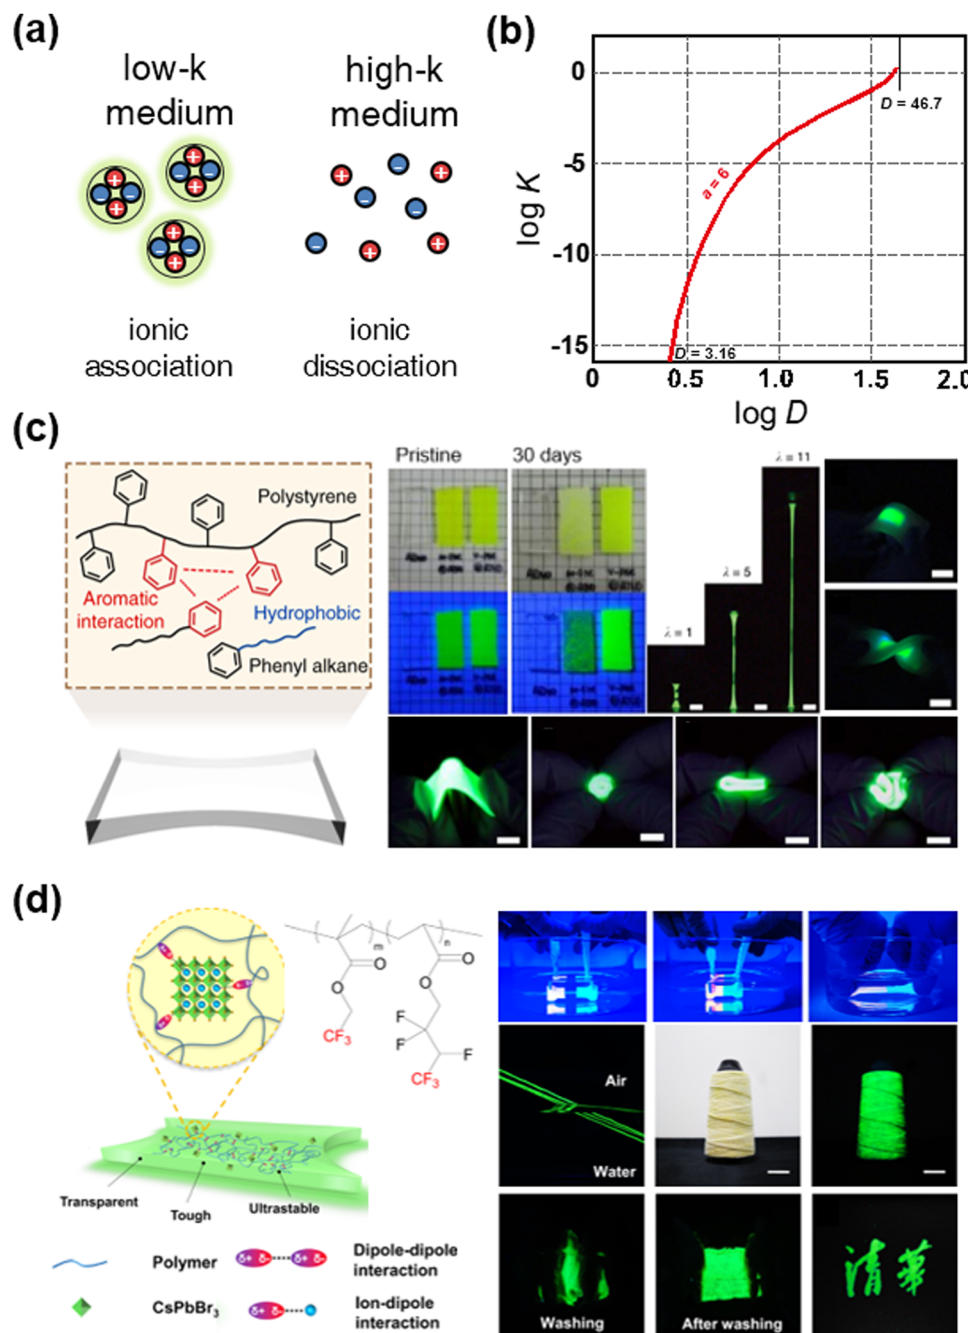 (a)
low-k
medium
high-k
medium
ionic
association
ionic
dissociation
(b)
0
-5
-10
-15
log K
a = 6
D = 46.7
D = 3.16
0
0.5
1.0
1.5
2.0
log D
(c)
Polystyrene
Aromatic
interaction
Hydrophobic
Phenyl alkane
Pristine
30 days
λ = 1
λ = 5
λ = 11
(d)
m
n
O
O
O
O
CF3
F
F
F
CF3
Transparent
Tough
Ultrastable
Polymer
δ+ δ- δ+ δ-
Dipole-dipole
interaction
CsPbBr3
δ+ δ-
Ion-dipole
interaction
Air
Water
Washing
After washing
清華